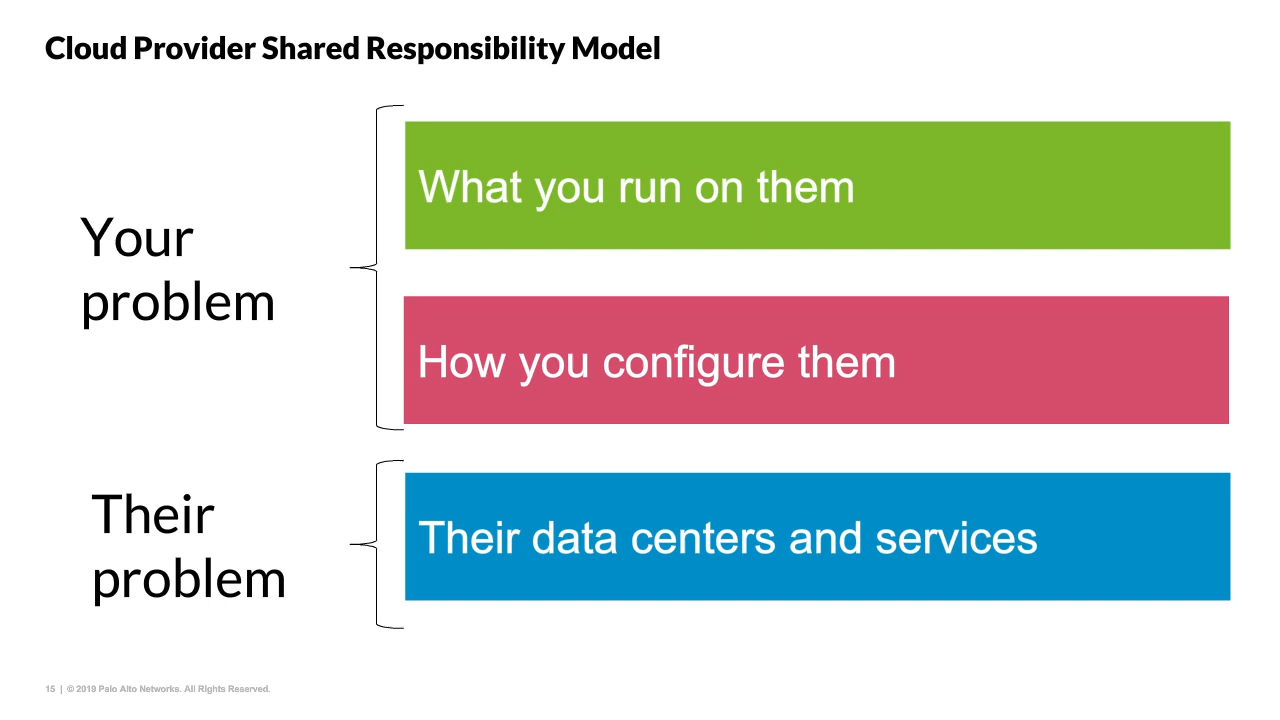 Cloud Provider Shared Responsibility Model
What you run on them
Your
problem
How you configure them
Their data centers and services
Their
problem
15 | © 2019 Palo Alto Networks. All Rights Reserved.